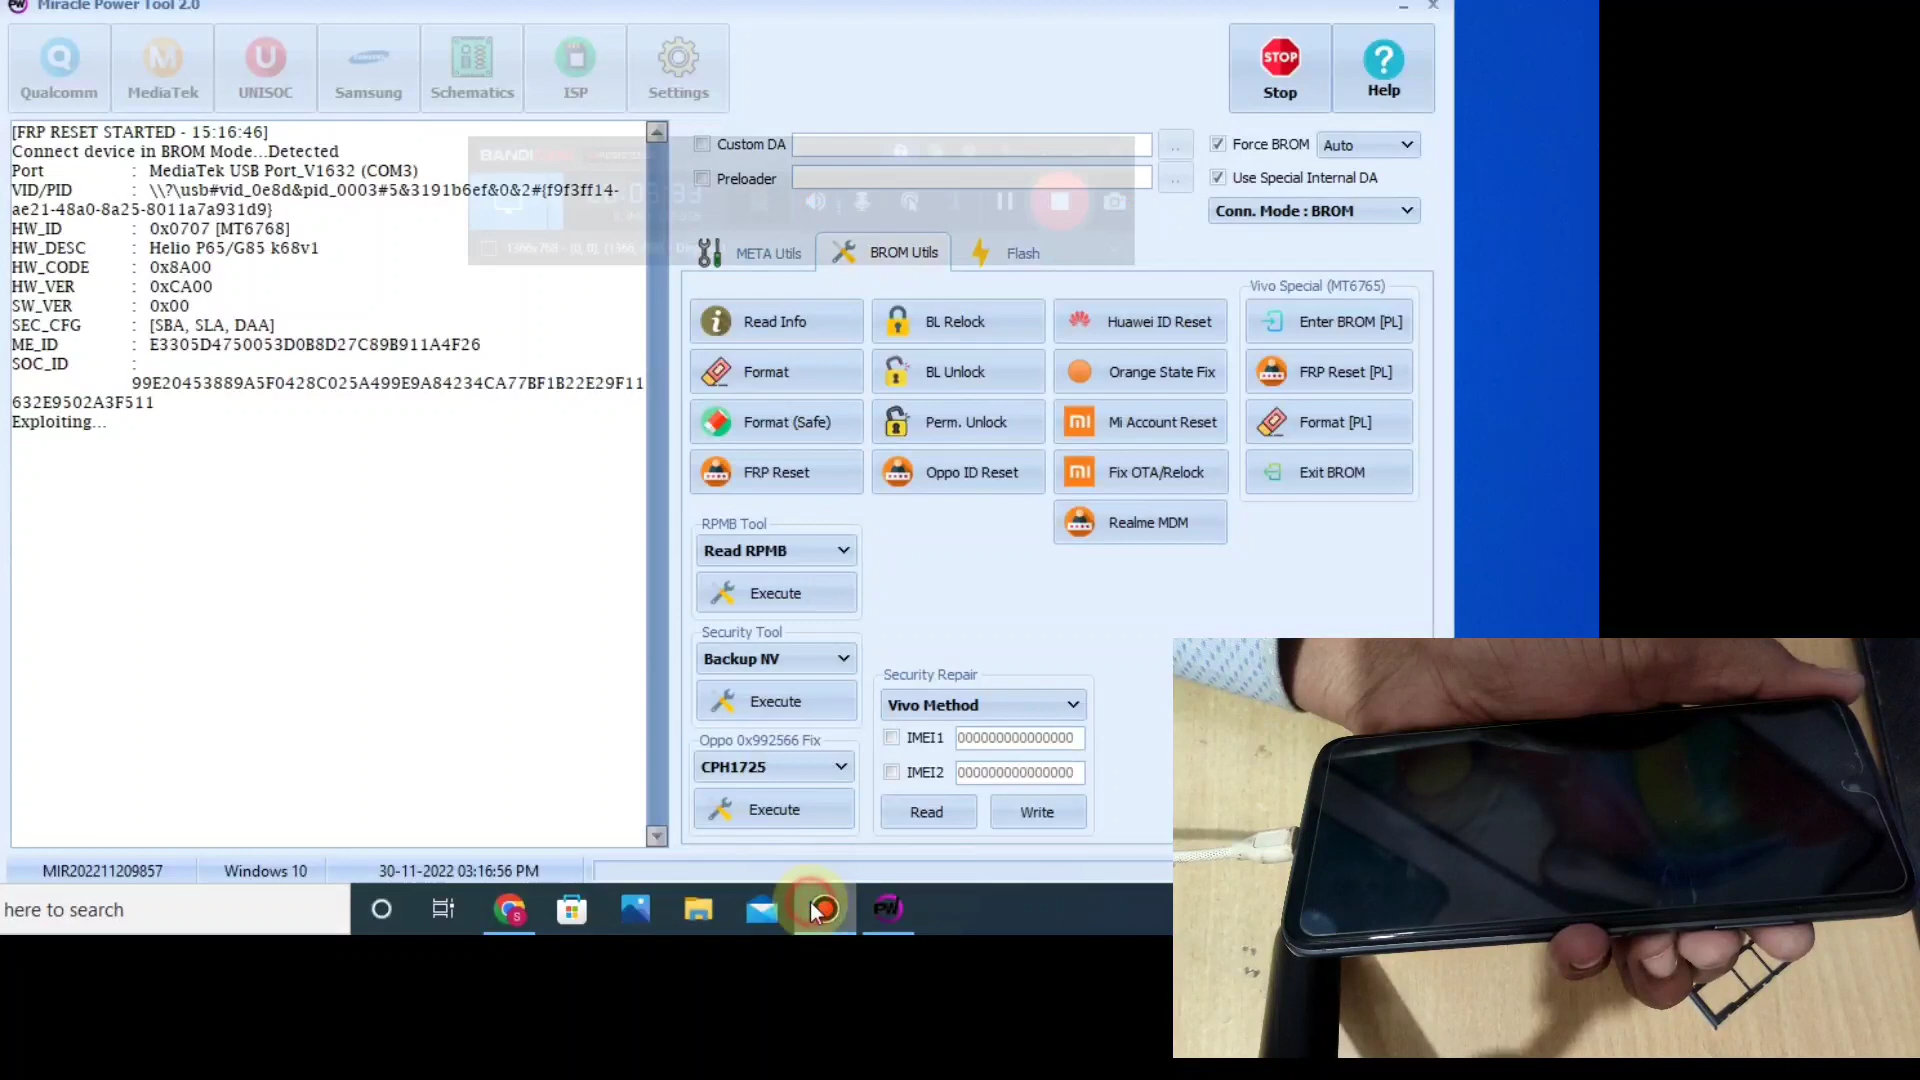 Miracle Power Tool 2.0
Qualcomm
MediaTek
UNISOC
Samsung
Schematics
ISP
Settings
STOP
Stop
Help
[FRP RESET STARTED - 15:16:46]
Connect device in BROM Mode...Detected
Port : MediaTek USB Port_V1632 (COM3)
VID/PID : \\?\usb#vid_0e8d&pid_0003#5&3191b6ef&0&2#{f9f3ff14-
ae21-48a0-8a25-8011a7a931d9}
HW_ID : 0x0707 [MT6768]
HW_DESC : Helio P65/G85 k68v1
HW_CODE : 0x8A00
HW_VER : 0xCA00
SW_VER : 0x00
SEC_CFG : [SBA, SLA, DAA]
ME_ID : E3305D4750053D0B8D27C89B911A4F26
SOC_ID :
99E20453889A5F0428C025A499E9A84234CA77BF1B22E29F11
632E9502A3F511
Exploiting...
Custom DA
..
Preloader
..
Force BROM
Auto
Use Special Internal DA
Conn. Mode : BROM
META Utils
BROM Utils
Flash
Read Info
BL Relock
Huawei ID Reset
Format
BL Unlock
Orange State Fix
Format (Safe)
Perm. Unlock
Mi Account Reset
FRP Reset
Oppo ID Reset
Fix OTA/Relock
Realme MDM
Vivo Special (MT6765)
Enter BROM [PL]
FRP Reset [PL]
Format [PL]
Exit BROM
RPMB Tool
Read RPMB
Execute
Security Tool
Backup NV
Execute
Oppo 0x992566 Fix
CPH1725
Execute
Security Repair
Vivo Method
IMEI1 000000000000000
IMEI2 000000000000000
Read
Write
MIR202211209857
Windows 10
30-11-2022 03:16:56 PM
here to search